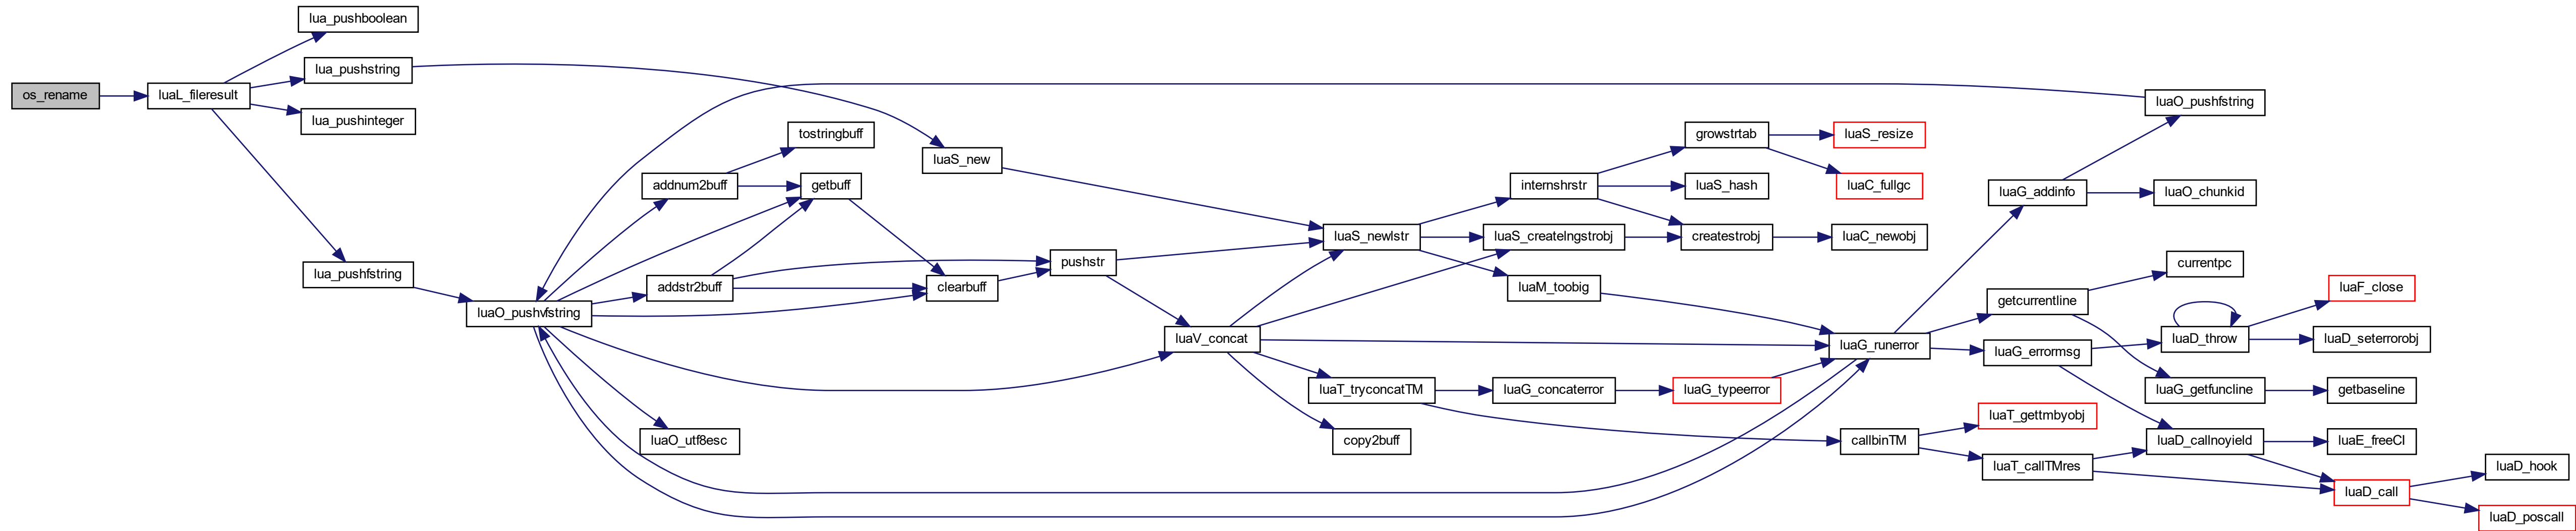 os_rename
luaL_fileresult
lua_pushboolean
lua_pushstring
lua_pushinteger
lua_pushfstring
luaO_pushvfstring
addnum2buff
addstr2buff
luaO_utf8esc
tostringbuff
getbuff
luaS_new
clearbuff
pushstr
luaV_concat
luaS_newlstr
luaT_tryconcatTM
copy2buff
internshrstr
luaS_createlngstrobj
luaM_toobig
luaG_concaterror
growstrtab
luaS_hash
createstrobj
luaG_typeerror
luaS_resize
luaC_fullgc
luaC_newobj
luaG_runerror
callbinTM
luaG_addinfo
getcurrentline
luaG_errormsg
luaT_gettmbyobj
luaT_callTMres
luaO_pushfstring
luaO_chunkid
currentpc
luaD_throw
luaG_getfuncline
luaD_callnoyield
luaF_close
luaD_seterrorobj
getbaseline
luaE_freeCI
luaD_call
luaD_hook
luaD_poscall